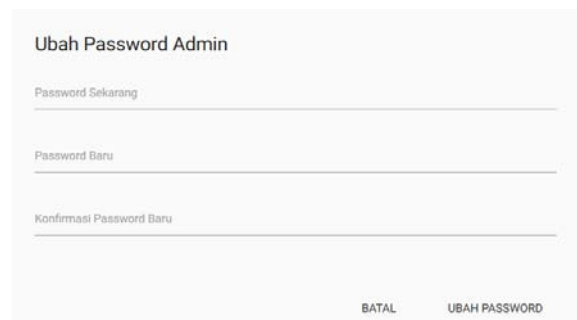 Ubah Password Admin
Password Sekarang
Password Baru
Konfirmasi Password Baru
BATAL UBAH PASSWORD